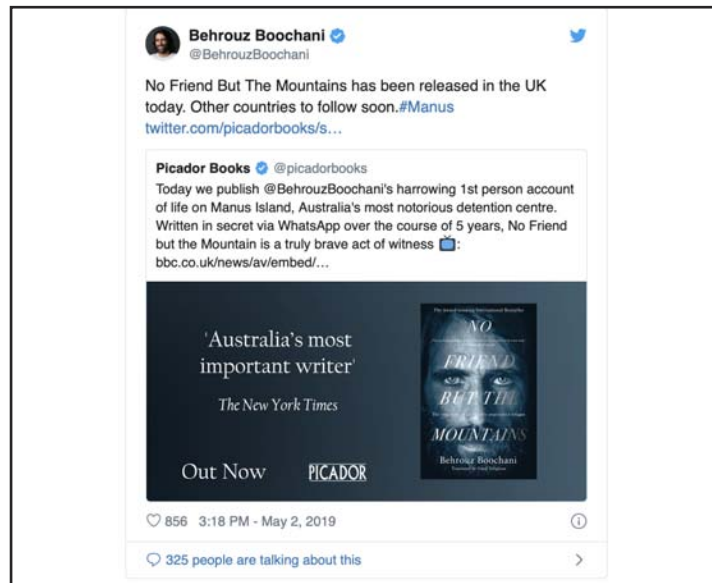 Behrouz Boochani
@BehrouzBoochani
No Friend But The Mountains has been released in the UK
today. Other countries to follow soon.#Manus
twitter.com/picadorbooks/s…
Picador Books @picadorbooks
Today we publish @BehrouzBoochani's harrowing 1st person account
of life on Manus Island, Australia's most notorious detention centre.
Written in secret via WhatsApp over the course of 5 years, No Friend
but the Mountain is a truly brave act of witness 📺:
bbc.co.uk/news/av/embed/…
'Australia's most
important writer'
The New York Times
Out Now
PICADOR
NO
FRIEND
BUT THE
MOUNTAINS
Behrouz Boochani
856 3:18 PM - May 2, 2019
325 people are talking about this